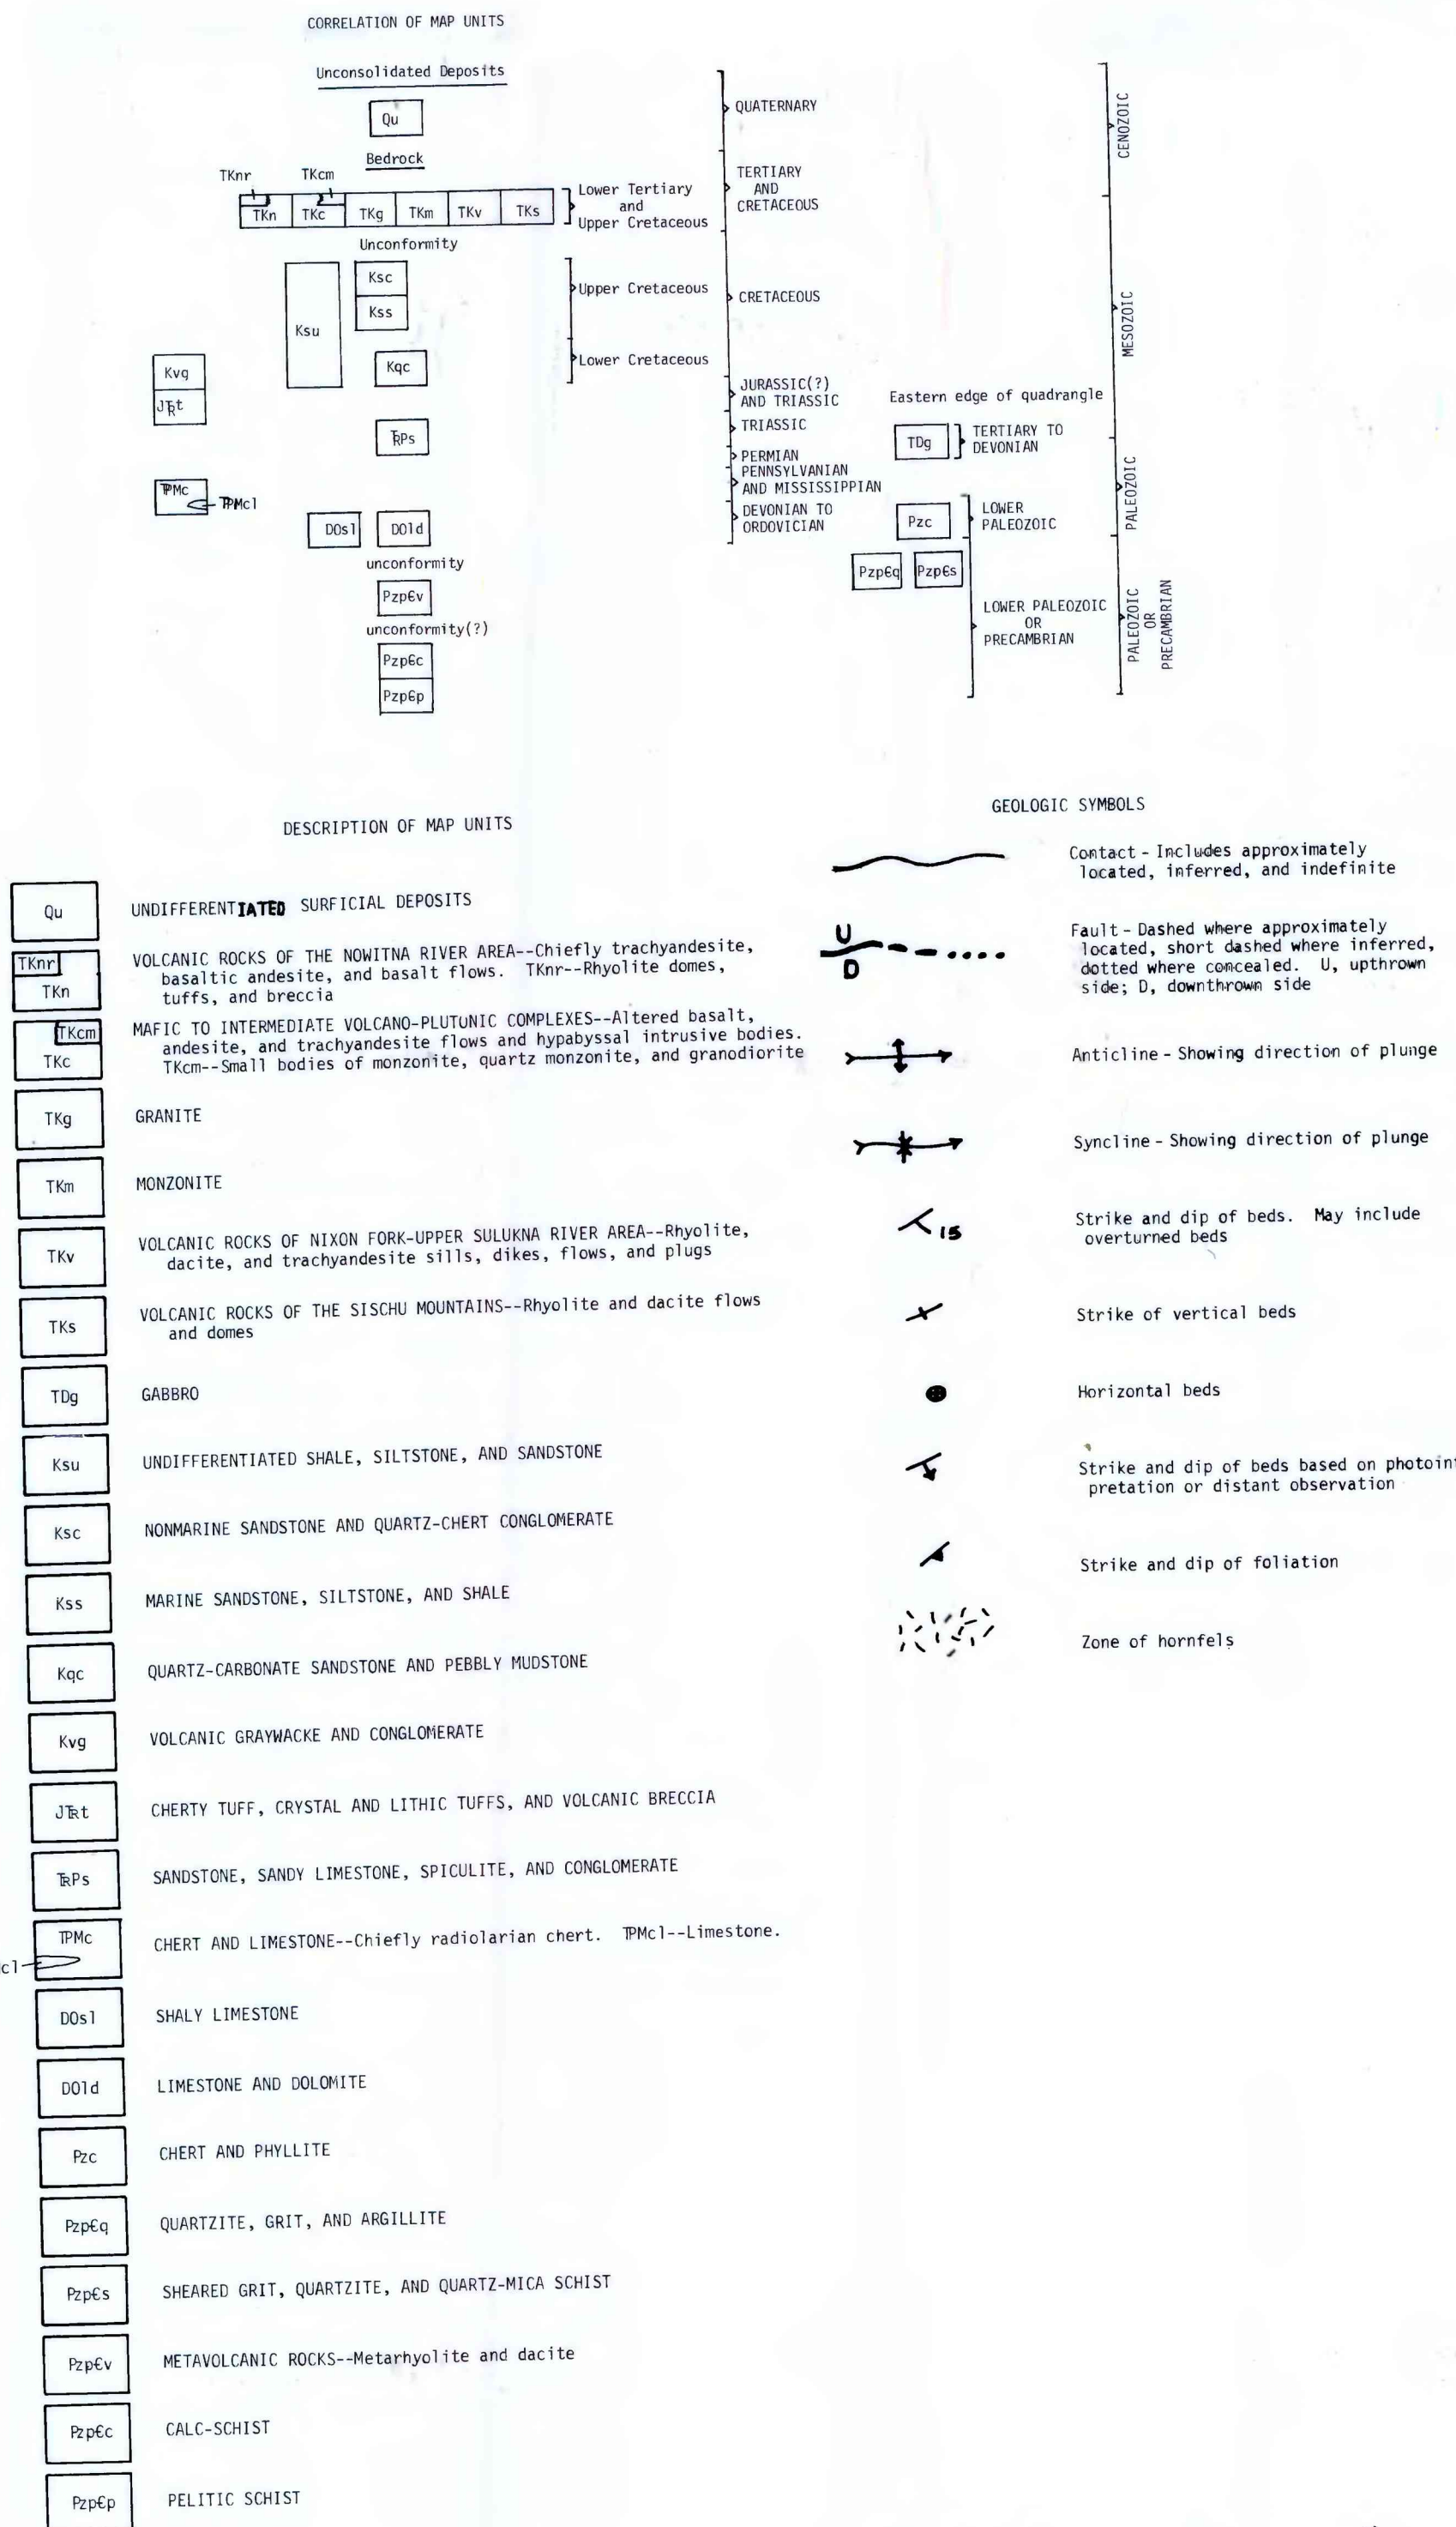 CORRELATION OF MAP UNITS
Unconsolidated Deposits
Qu
Bedrock
TKnr
TKcm
TKn
TKc
TKg
TKm
TKv
TKs
Lower Tertiary
and
Upper Cretaceous
Unconformity
Ksu
Ksc
Kss
Upper Cretaceous
Kvg
JTRt
Kqc
Lower Cretaceous
TRPs
IPMc
IPMcl
DOsl
DOld
unconformity
PzpЄv
unconformity(?)
PzpЄc
PzpЄp
QUATERNARY
TERTIARY
AND
CRETACEOUS
CRETACEOUS
JURASSIC(?)
AND TRIASSIC
TRIASSIC
PERMIAN
PENNSYLVANIAN
AND MISSISSIPPIAN
DEVONIAN TO
ORDOVICIAN
Eastern edge of quadrangle
TDg
TERTIARY TO
DEVONIAN
Pzc
LOWER
PALEOZOIC
PzpЄq
PzpЄs
LOWER PALEOZOIC
OR
PRECAMBRIAN
CENOZOIC
MESOZOIC
PALEOZOIC
PALEOZOIC
OR
PRECAMBRIAN
DESCRIPTION OF MAP UNITS
Qu
UNDIFFERENTIATED SURFICIAL DEPOSITS
TKnr
TKn
VOLCANIC ROCKS OF THE NOWITNA RIVER AREA--Chiefly trachyandesite,
basaltic andesite, and basalt flows. TKnr--Rhyolite domes,
tuffs, and breccia
TKcm
TKc
MAFIC TO INTERMEDIATE VOLCANO-PLUTONIC COMPLEXES--Altered basalt,
andesite, and trachyandesite flows and hypabyssal intrusive bodies.
TKcm--Small bodies of monzonite, quartz monzonite, and granodiorite
TKg
GRANITE
TKm
MONZONITE
TKv
VOLCANIC ROCKS OF NIXON FORK-UPPER SULUKNA RIVER AREA--Rhyolite,
dacite, and trachyandesite sills, dikes, flows, and plugs
TKs
VOLCANIC ROCKS OF THE SISCHU MOUNTAINS--Rhyolite and dacite flows
and domes
TDg
GABBRO
Ksu
UNDIFFERENTIATED SHALE, SILTSTONE, AND SANDSTONE
Ksc
NONMARINE SANDSTONE AND QUARTZ-CHERT CONGLOMERATE
Kss
MARINE SANDSTONE, SILTSTONE, AND SHALE
Kqc
QUARTZ-CARBONATE SANDSTONE AND PEBBLY MUDSTONE
Kvg
VOLCANIC GRAYWACKE AND CONGLOMERATE
JTRt
CHERTY TUFF, CRYSTAL AND LITHIC TUFFS, AND VOLCANIC BRECCIA
TRPs
SANDSTONE, SANDY LIMESTONE, SPICULITE, AND CONGLOMERATE
IPMc
cl
CHERT AND LIMESTONE--Chiefly radiolarian chert. IPMcl--Limestone.
DOsl
SHALY LIMESTONE
DOld
LIMESTONE AND DOLOMITE
Pzc
CHERT AND PHYLLITE
PzpЄq
QUARTZITE, GRIT, AND ARGILLITE
PzpЄs
SHEARED GRIT, QUARTZITE, AND QUARTZ-MICA SCHIST
PzpЄv
METAVOLCANIC ROCKS--Metarhyolite and dacite
PzpЄc
CALC-SCHIST
PzpЄp
PELITIC SCHIST
GEOLOGIC SYMBOLS
Contact - Includes approximately
located, inferred, and indefinite
U
D
Fault - Dashed where approximately
located, short dashed where inferred,
dotted where concealed. U, upthrown
side; D, downthrown side
Anticline - Showing direction of plunge
Syncline - Showing direction of plunge
15
Strike and dip of beds. May include
overturned beds
Strike of vertical beds
Horizontal beds
Strike and dip of beds based on photoint
pretation or distant observation
Strike and dip of foliation
Zone of hornfels